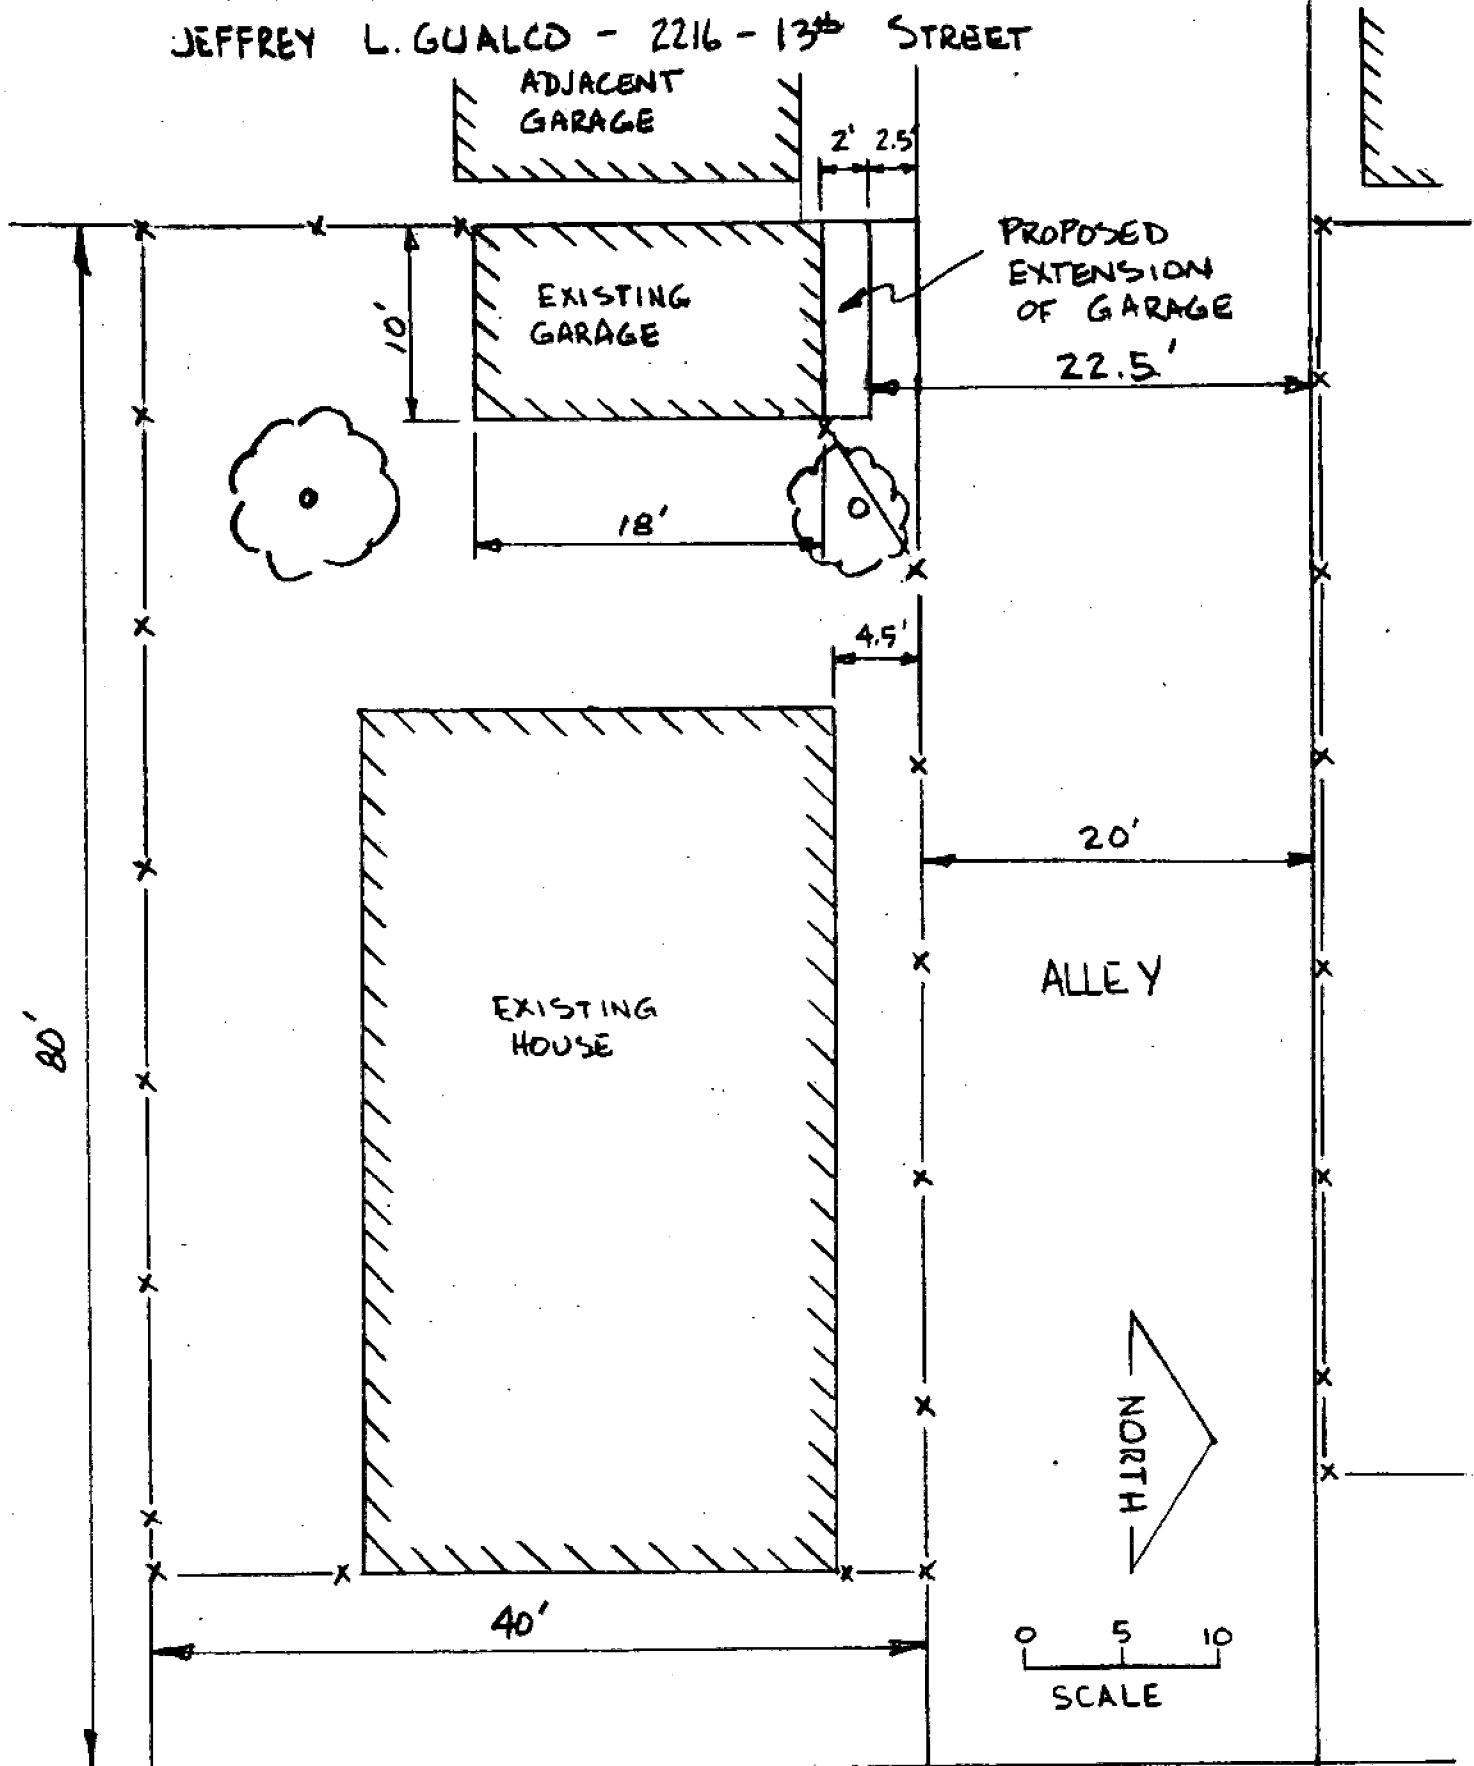 JEFFREY L. GUALCO - 2216 - 13th STREET
ADJACENT
GARAGE
2' 2.5'
PROPOSED
EXTENSION
OF GARAGE
EXISTING
GARAGE
10'
22.5'
18'
4.5'
20'
ALLEY
EXISTING
HOUSE
80'
NORTH
40'
0 5 10
SCALE